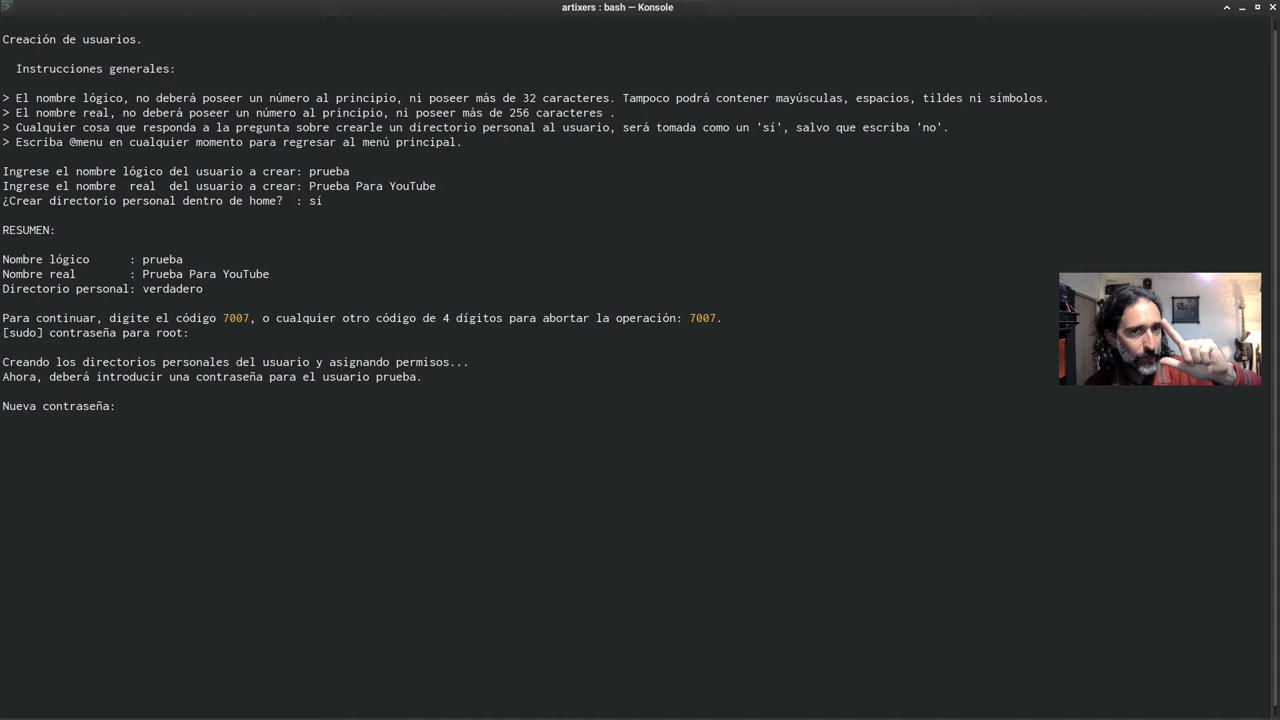 artixers : bash — Konsole
Creación de usuarios.
Instrucciones generales:
> El nombre lógico, no deberá poseer un número al principio, ni poseer más de 32 caracteres. Tampoco podrá contener mayúsculas, espacios, tildes ni símbolos.
> El nombre real, no deberá poseer un número al principio, ni poseer más de 256 caracteres .
> Cualquier cosa que responda a la pregunta sobre crearle un directorio personal al usuario, será tomada como un 'sí', salvo que escriba 'no'.
> Escriba @menu en cualquier momento para regresar al menú principal.
Ingrese el nombre lógico del usuario a crear: prueba
Ingrese el nombre  real  del usuario a crear: Prueba Para YouTube
¿Crear directorio personal dentro de home?  : sí
RESUMEN:
Nombre lógico      : prueba
Nombre real        : Prueba Para YouTube
Directorio personal: verdadero
Para continuar, digite el código 7007, o cualquier otro código de 4 dígitos para abortar la operación: 7007.
[sudo] contraseña para root:
Creando los directorios personales del usuario y asignando permisos...
Ahora, deberá introducir una contraseña para el usuario prueba.
Nueva contraseña: